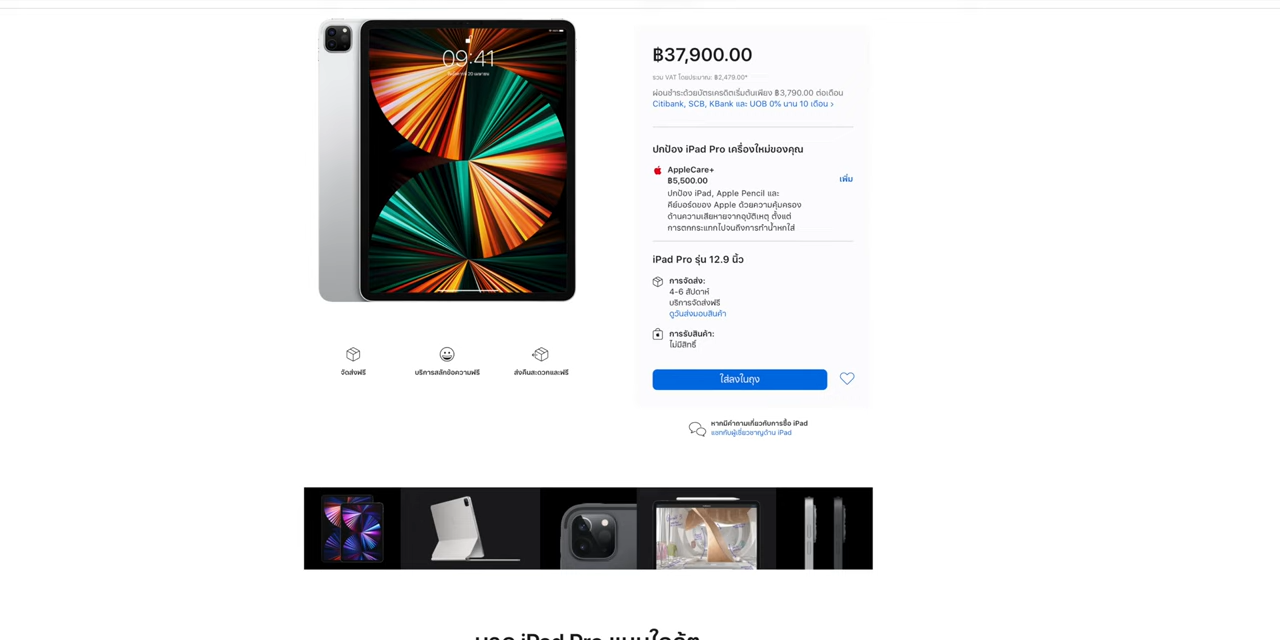 09:41
฿37,900.00
รวม VAT โดยประมาณ: ฿2,479.00*
ผ่อนชำระด้วยบัตรเครดิตเริ่มต้นเพียง ฿3,790.00 ต่อเดือน
Citibank, SCB, KBank และ UOB 0% นาน 10 เดือน ›
ปกป้อง iPad Pro เครื่องใหม่ของคุณ
AppleCare+
฿5,500.00
เพิ่ม
ปกป้อง iPad, Apple Pencil และ
คีย์บอร์ดของ Apple ด้วยความคุ้มครอง
ด้านความเสียหายจากอุบัติเหตุ ตั้งแต่
การตกกระแทกไปจนถึงการทำน้ำหกใส่
iPad Pro รุ่น 12.9 นิ้ว
การจัดส่ง:
4-6 สัปดาห์
บริการจัดส่งฟรี
ดูวันส่งมอบสินค้า
การรับสินค้า:
ไม่มีสิทธิ์
ใส่ลงในถุง
จัดส่งฟรี
บริการสลักข้อความฟรี
ส่งคืนสะดวกและฟรี
หากมีคำถามเกี่ยวกับการซื้อ iPad
แชทกับผู้เชี่ยวชาญด้าน iPad